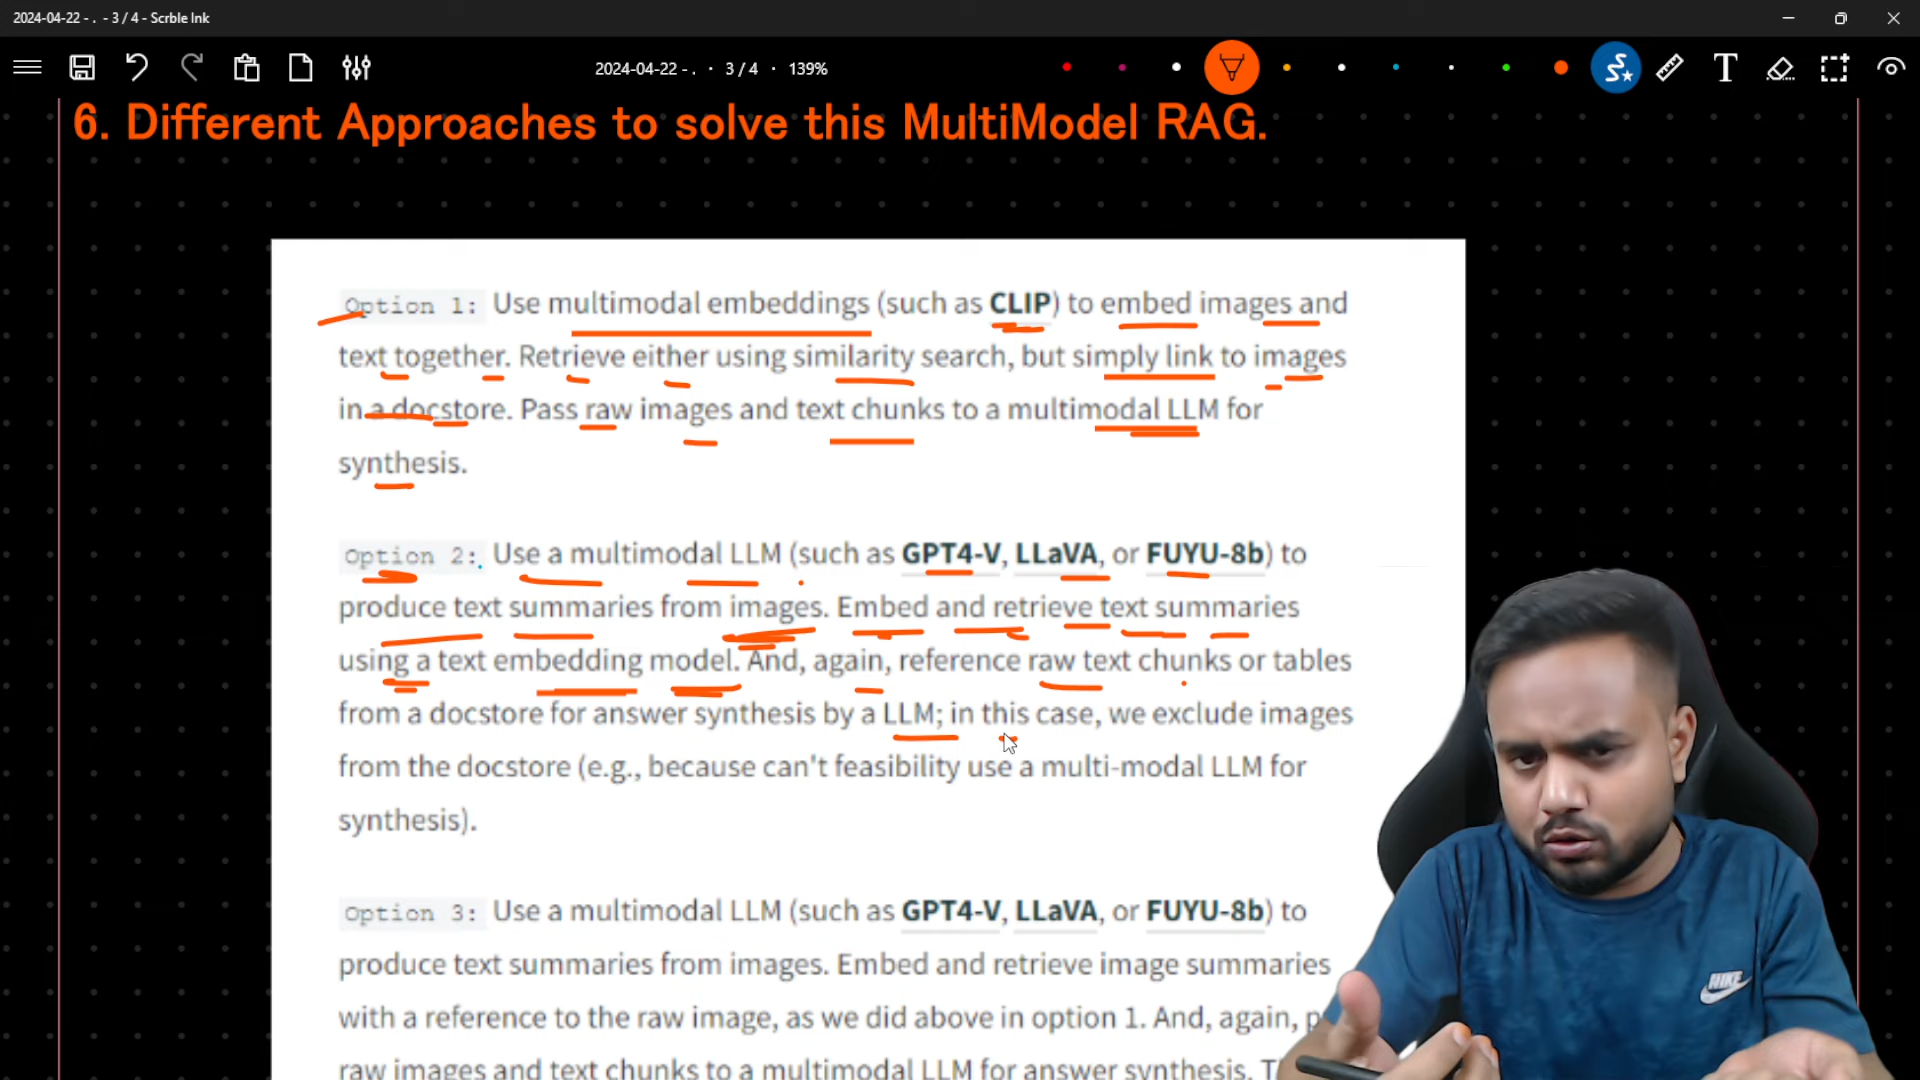 2024-04-22 - . - 3 / 4 - Scrble Ink
2024-04-22 - . · 3 / 4 · 139%
6. Different Approaches to solve this MultiModel RAG.
Option 1: Use multimodal embeddings (such as CLIP) to embed images and
text together. Retrieve either using similarity search, but simply link to images
in a docstore. Pass raw images and text chunks to a multimodal LLM for
synthesis.
Option 2: Use a multimodal LLM (such as GPT4-V, LLaVA, or FUYU-8b) to
produce text summaries from images. Embed and retrieve text summaries
using a text embedding model. And, again, reference raw text chunks or tables
from a docstore for answer synthesis by a LLM; in this case, we exclude images
from the docstore (e.g., because can't feasibility use a multi-modal LLM for
synthesis).
Option 3: Use a multimodal LLM (such as GPT4-V, LLaVA, or FUYU-8b) to
produce text summaries from images. Embed and retrieve image summaries
with a reference to the raw image, as we did above in option 1. And, again,
raw images and text chunks to a multimodal LLM for answer synthesis.
NIKE